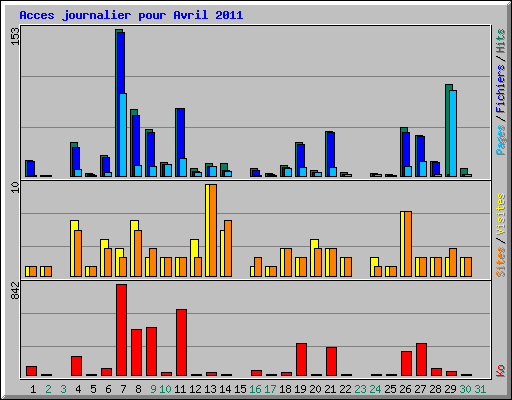 Acces journalier pour Avril 2011
153
Pages / Fichiers / Hits
10
Sites / visites
842
Ko
1 2 3 4 5 6 7 8 9 10 11 12 13 14 15 16 17 18 19 20 21 22 23 24 25 26 27 28 29 30 31